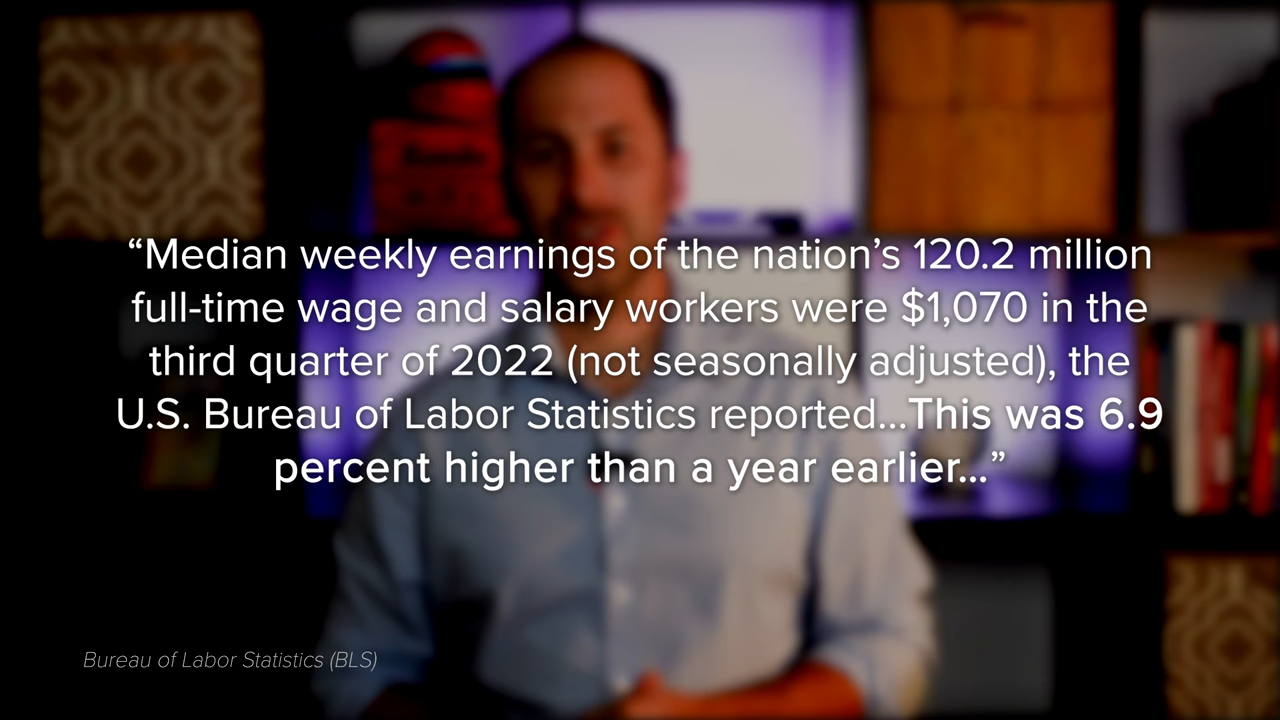 “Median weekly earnings of the nation’s 120.2 million
full-time wage and salary workers were $1,070 in the
third quarter of 2022 (not seasonally adjusted), the
U.S. Bureau of Labor Statistics reported...This was 6.9
percent higher than a year earlier...”
Bureau of Labor Statistics (BLS)